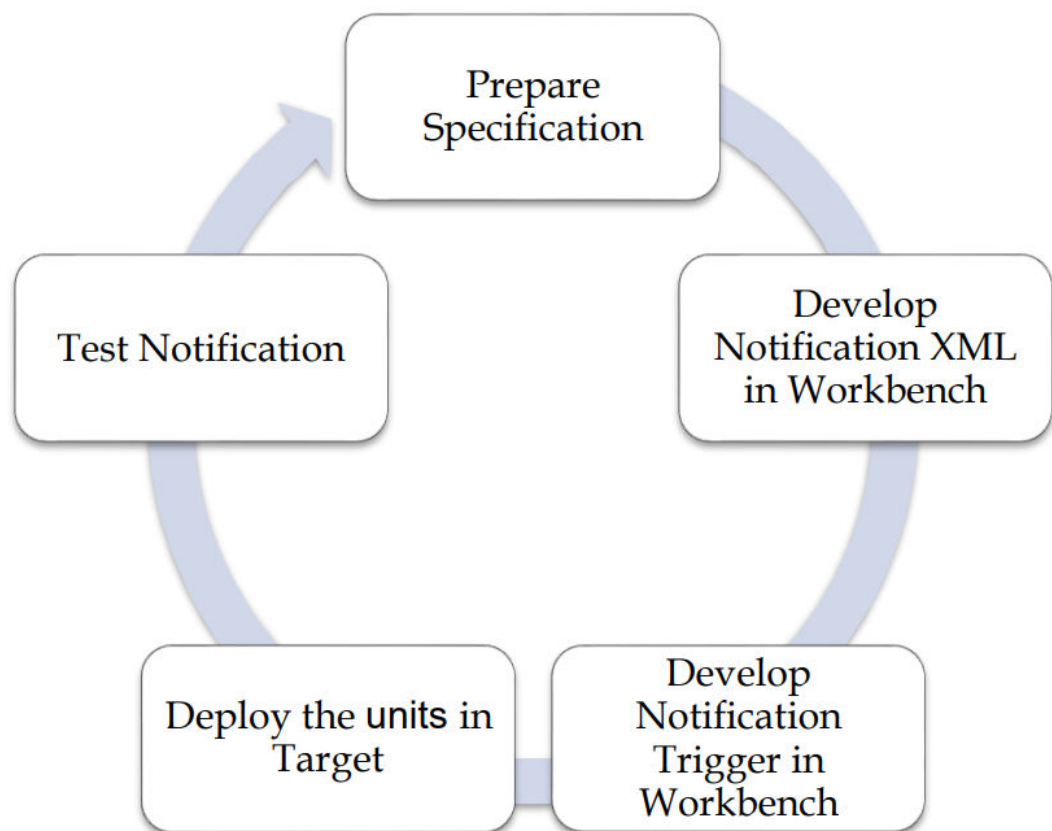 Prepare
Specification
Develop
Notification XML
in Workbench
Develop
Notification
Trigger in
Workbench
Deploy the units in
Target
Test Notification